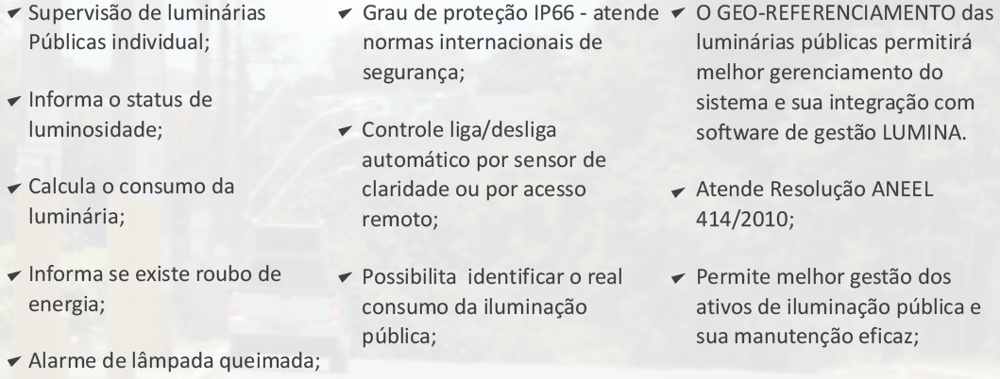 Supervisão de luminárias
Públicas individual;
Informa o status de
luminosidade;
Calcula o consumo da
luminária;
Informa se existe roubo de
energia;
Alarme de lâmpada queimada;
Grau de proteção IP66 - atende
normas internacionais de
segurança;
Controle liga/desliga
automático por sensor de
claridade ou por acesso
remoto;
Possibilita identificar o real
consumo da iluminação
pública;
O GEO-REFERENCIAMENTO das
luminárias públicas permitirá
melhor gerenciamento do
sistema e sua integração com
software de gestão LUMINA.
Atende Resolução ANEEL
414/2010;
Permite melhor gestão dos
ativos de iluminação pública e
sua manutenção eficaz;